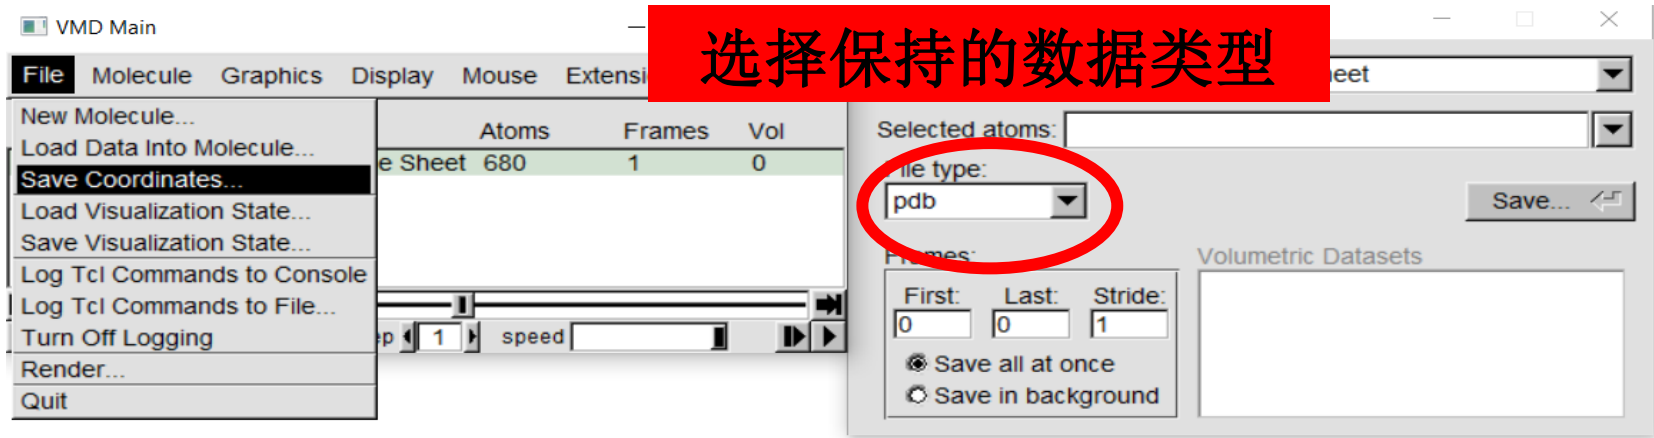 VMD Main
选择保持的数据类型
File Molecule Graphics Display Mouse
New Molecule...
Load Data Into Molecule...
Save Coordinates...
Load Visualization State...
Save Visualization State...
Log Tcl Commands to Console
Log Tcl Commands to File...
Turn Off Logging
Render...
Quit
Atoms Frames Vol
e Sheet 680 1 0
1 speed
Selected atoms:
File type:
pdb
Save...
Frames:
First: Last: Stride:
0 0 1
Save all at once
Save in background
Volumetric Datasets